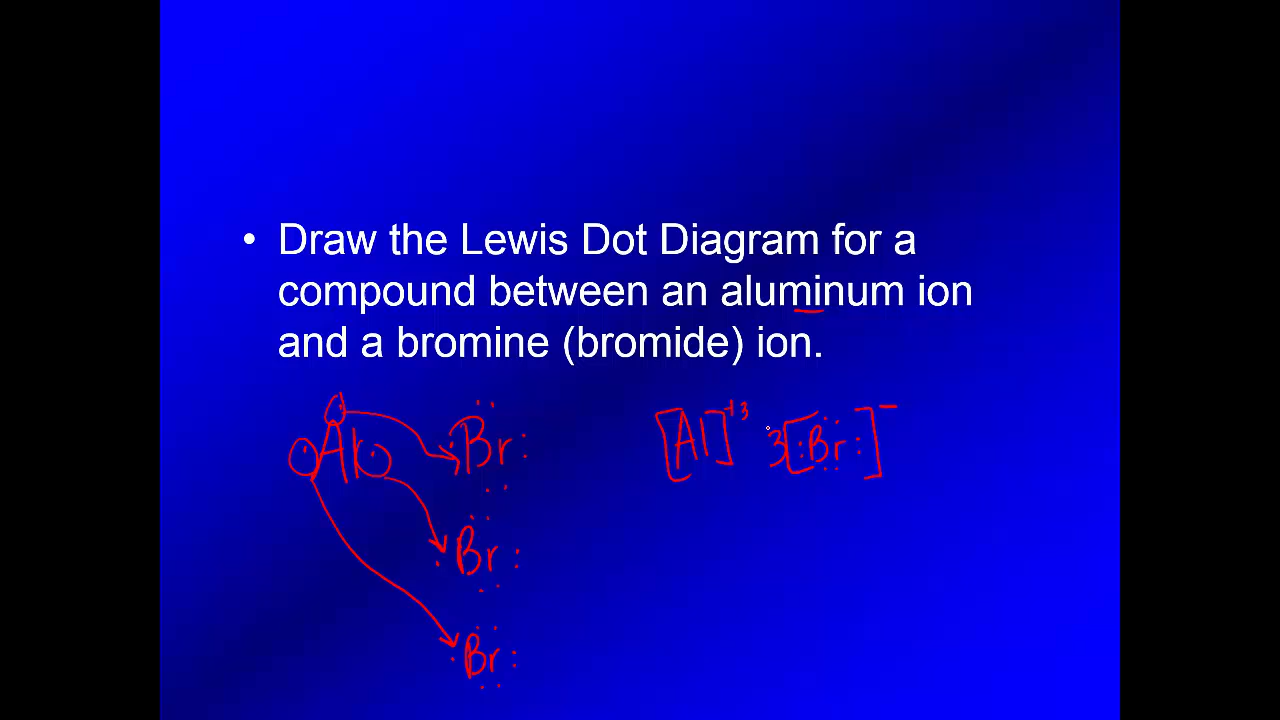 • Draw the Lewis Dot Diagram for a
compound between an aluminum ion
and a bromine (bromide) ion.
Al Br
[Al]+3 3[:Br:]−
Br
Br